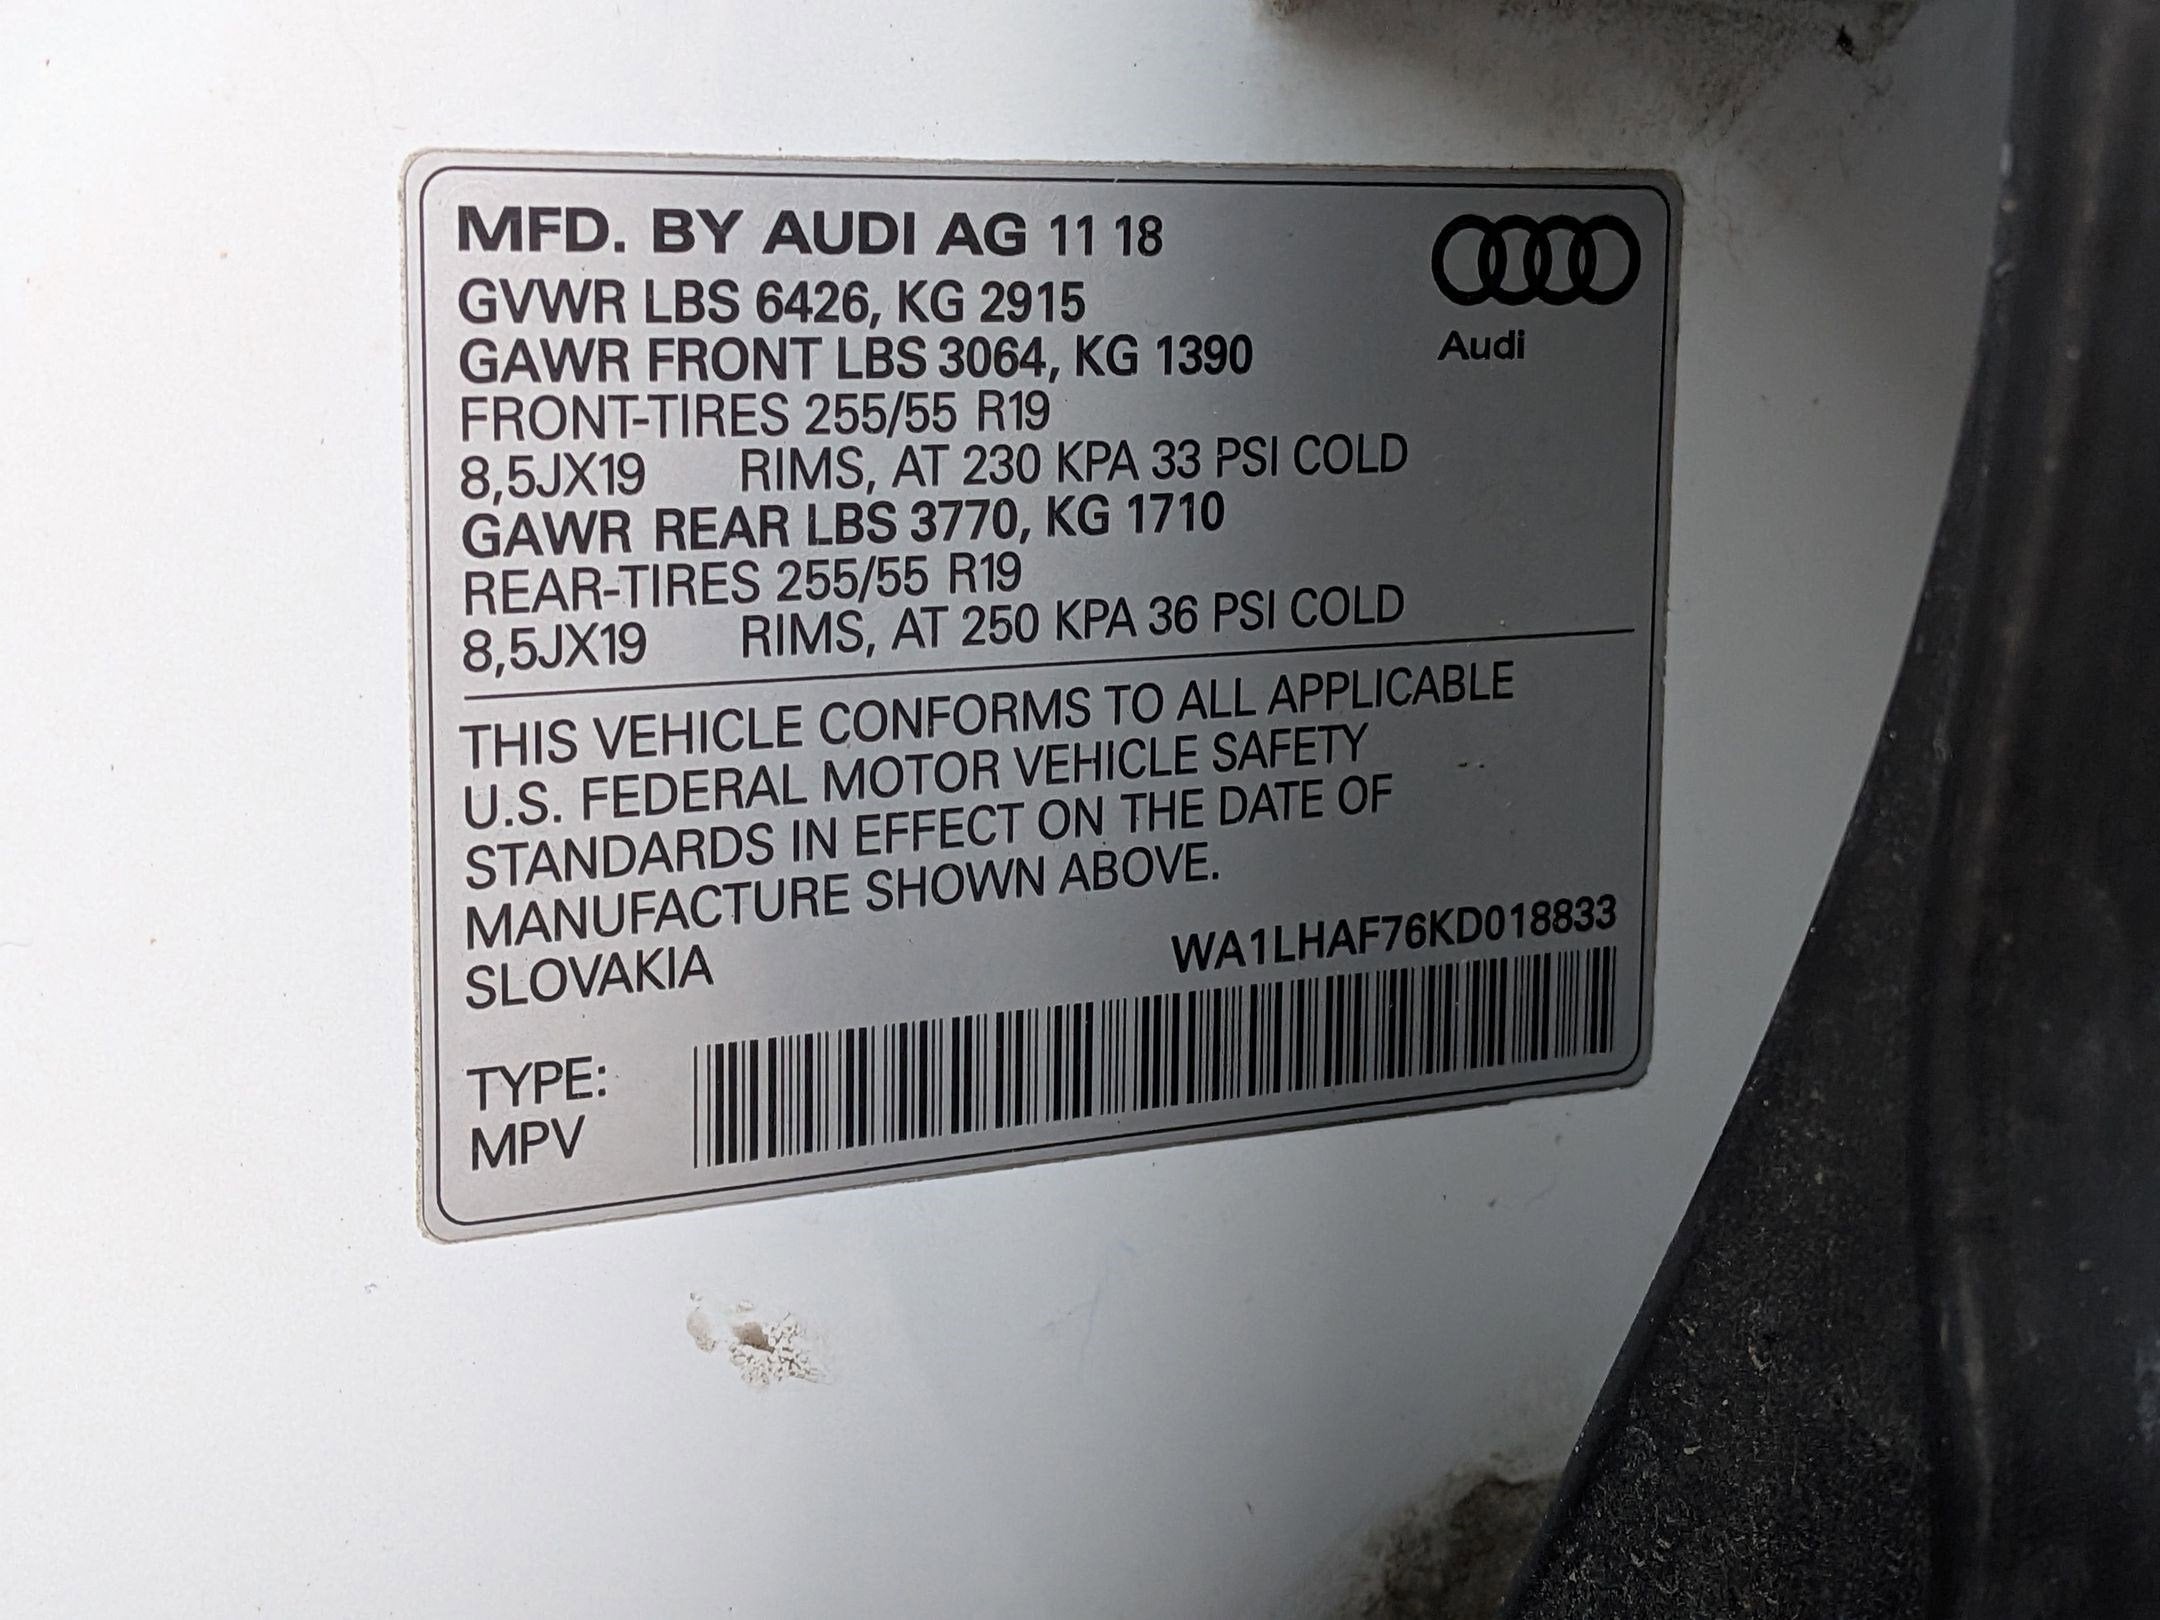 MFD. BY AUDI AG 11 18
GVWR LBS 6426, KG 2915
GAWR FRONT LBS 3064, KG 1390
Audi
FRONT-TIRES 255/55 R19
8,5JX19 RIMS, AT 230 KPA 33 PSI COLD
GAWR REAR LBS 3770, KG 1710
REAR-TIRES 255/55 R19
8,5JX19 RIMS, AT 250 KPA 36 PSI COLD
THIS VEHICLE CONFORMS TO ALL APPLICABLE
U.S. FEDERAL MOTOR VEHICLE SAFETY
STANDARDS IN EFFECT ON THE DATE OF
MANUFACTURE SHOWN ABOVE.
SLOVAKIA
WA1LHAF76KD018833
TYPE:
MPV